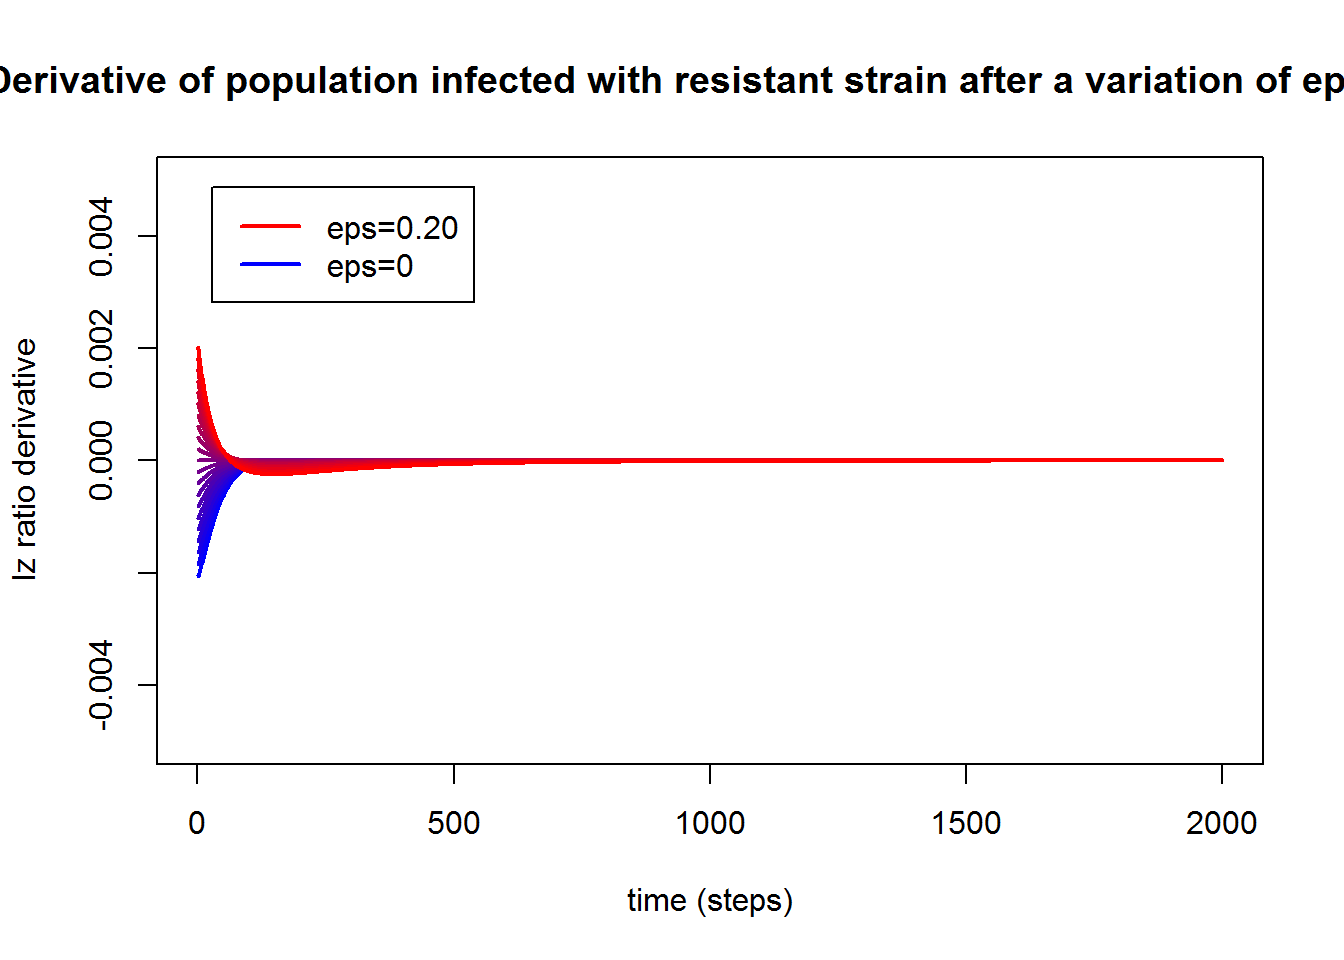 Derivative of population infected with resistant strain after a variation of ep
eps=0.20
eps=0
Iz ratio derivative
0.004
0.002
0.000
-0.004
0
500
1000
1500
2000
time (steps)